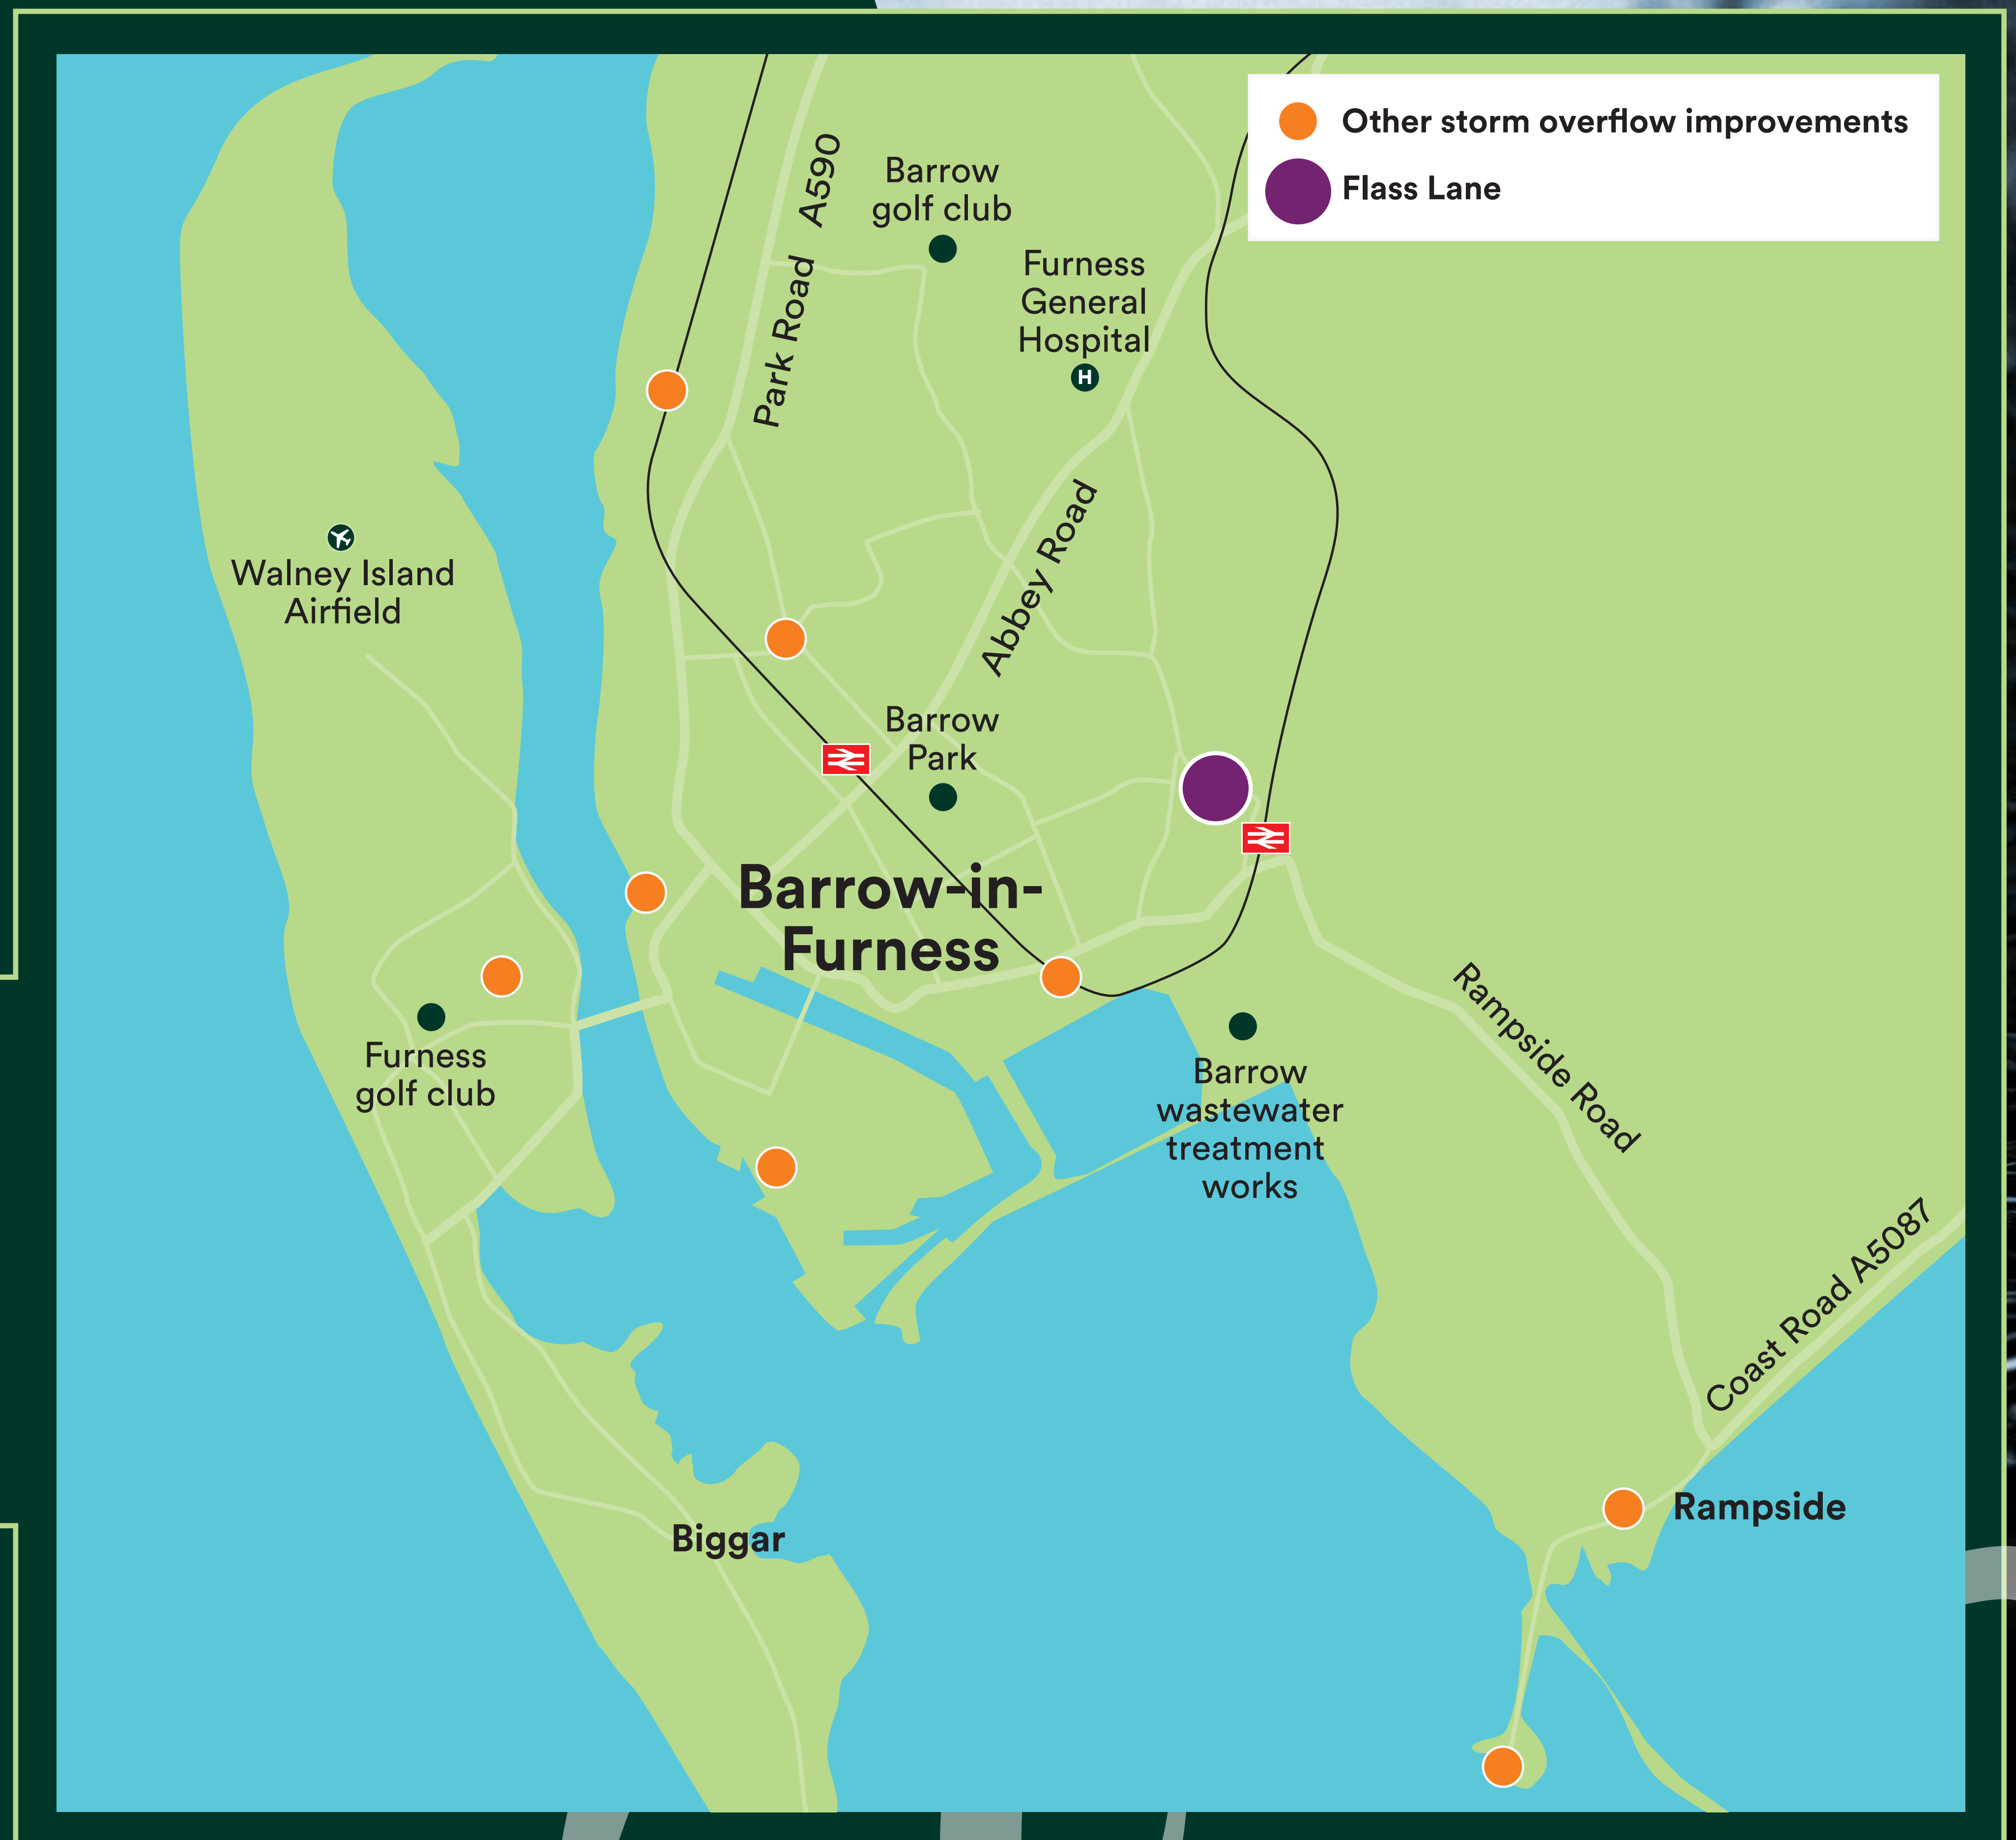 Other storm overflow improvements
Flass Lane
Park Road A590
Barrow
golf club
Furness
General
Hospital
H
Walney Island
Airfield
Abbey Road
Barrow
Park
Barrow-in-
Furness
Furness
golf club
Barrow
wastewater
treatment
works
Rampside Road
Coast Road A5087
Rampside
Biggar